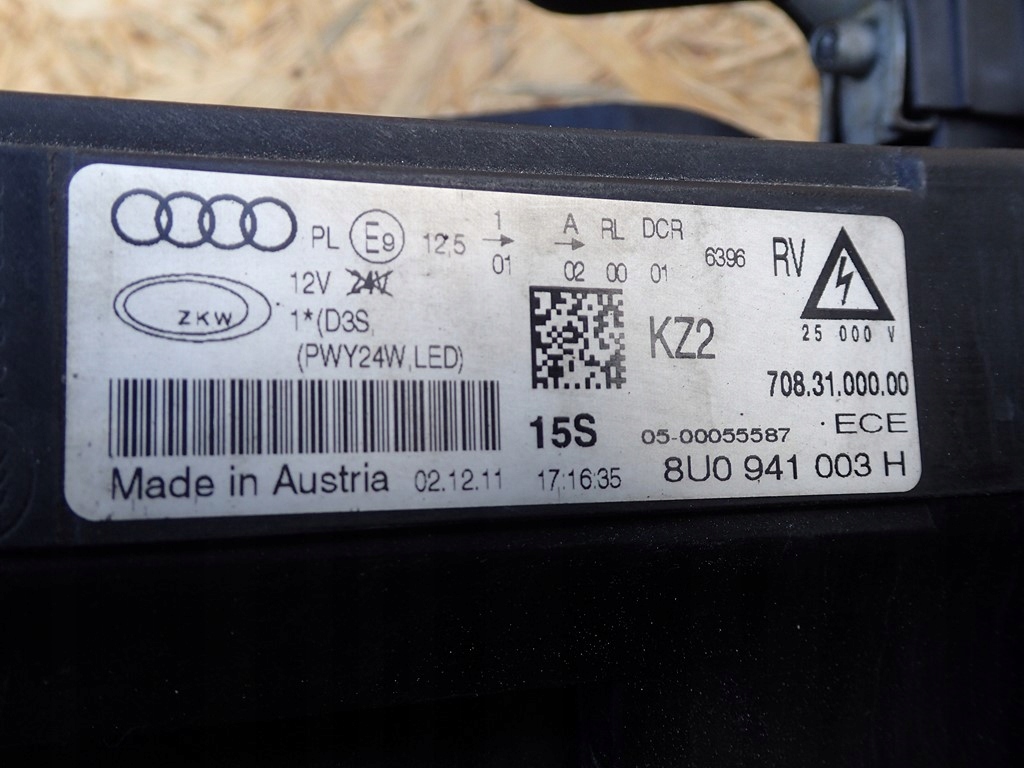 PL E9 12,5 1 A RL DCR 6396 RV
01 02 00 01
12V 24V
ZKW 1*(D3S,
(PWY24W,LED)
KZ2
25 000 V
708.31.000.00
15S 05-00055587 ECE
Made in Austria 02.12.11 17:16:35 8U0 941 003 H